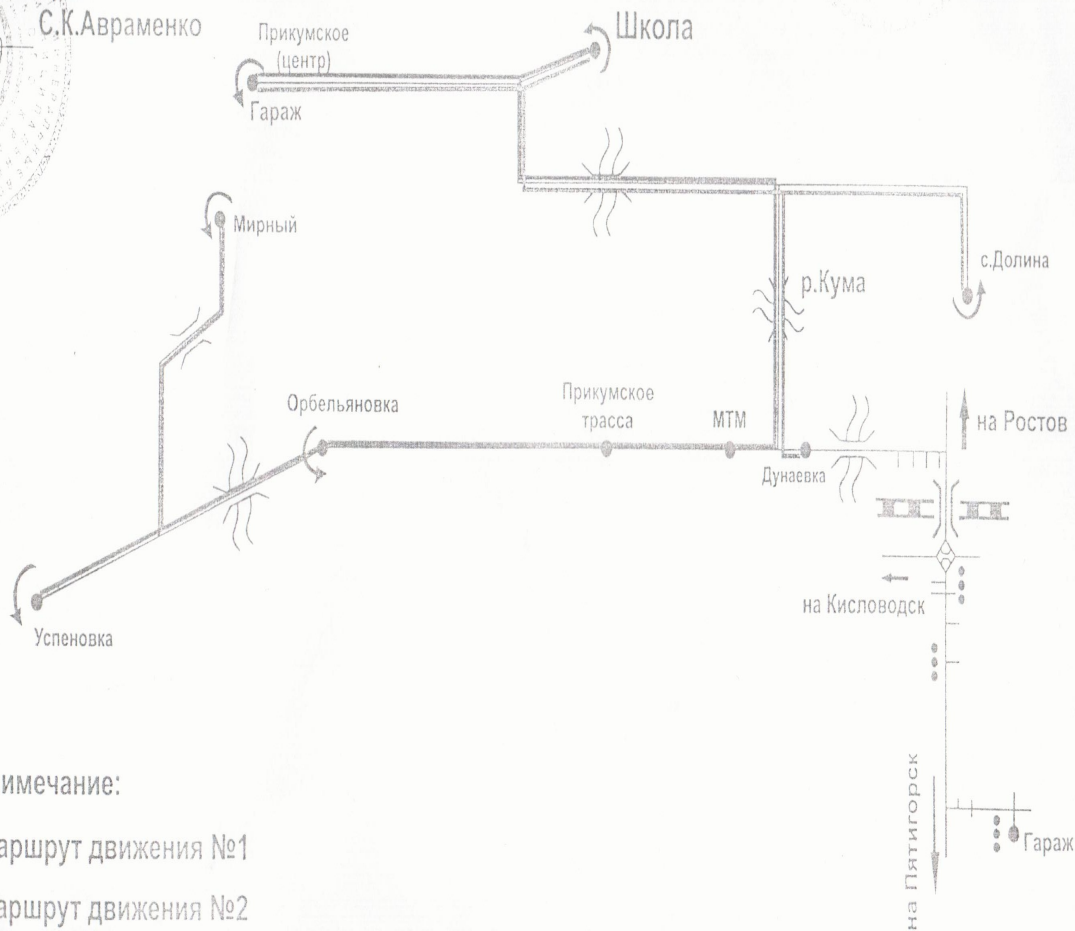 С.К.Авраменко
Прикумское
(центр)
Школа
Гараж
Мирный
с.Долина
р.Кума
Орбельяновка
Прикумское
трасса
МТМ
на Ростов
Дунаевка
на Кисловодск
Успеновка
имечание:
аршрут движения №1
аршрут движения №2
на Пятигорск
Гараж